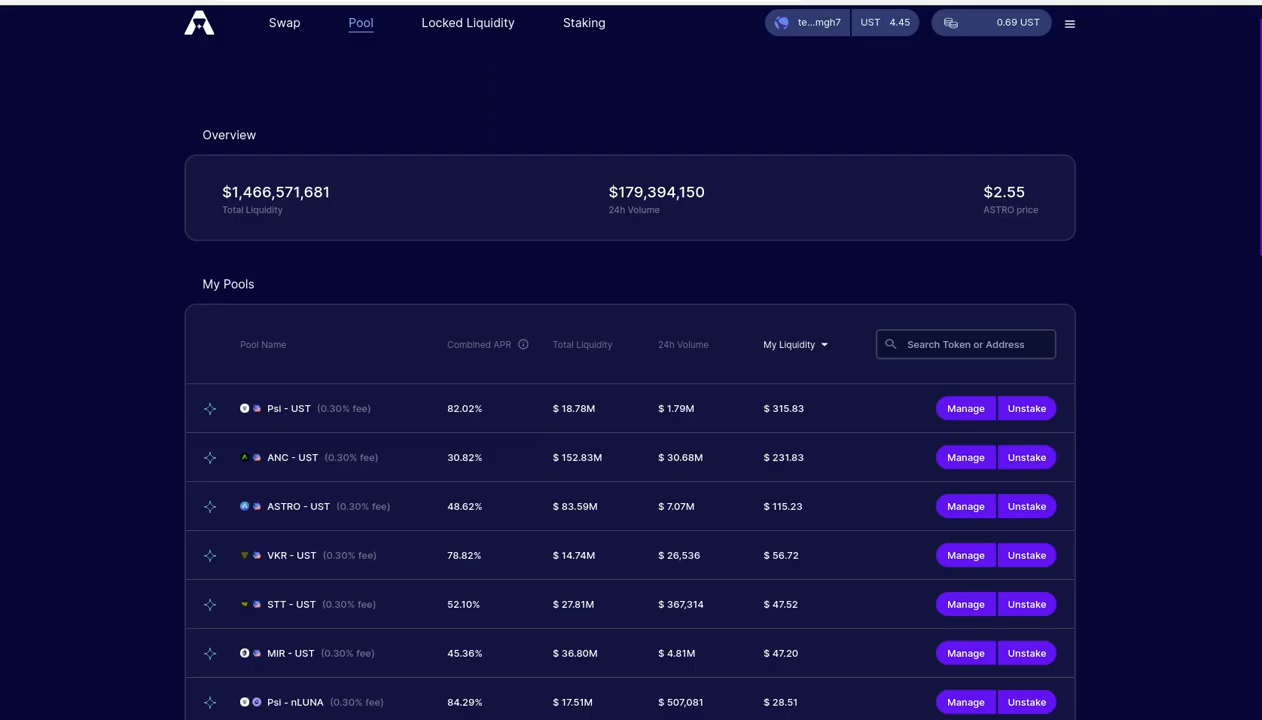 Swap Pool Locked Liquidity Staking te...mgh7 UST 4.45 0.69 UST
Overview
$1,466,571,681 $179,394,150 $2.55
Total Liquidity 24h Volume ASTRO price
My Pools
Pool Name Combined APR Total Liquidity 24h Volume My Liquidity Search Token or Address
Psi - UST (0.30% fee) 82.02% $ 18.78M $ 1.79M $ 315.83 Manage Unstake
ANC - UST (0.30% fee) 30.82% $ 152.83M $ 30.68M $ 231.83 Manage Unstake
ASTRO - UST (0.30% fee) 48.62% $ 83.59M $ 7.07M $ 115.23 Manage Unstake
VKR - UST (0.30% fee) 78.82% $ 14.74M $ 26,536 $ 56.72 Manage Unstake
STT - UST (0.30% fee) 52.10% $ 27.81M $ 367,314 $ 47.52 Manage Unstake
MIR - UST (0.30% fee) 45.36% $ 36.80M $ 4.81M $ 47.20 Manage Unstake
Psi - nLUNA (0.30% fee) 84.29% $ 17.51M $ 507,081 $ 28.51 Manage Unstake